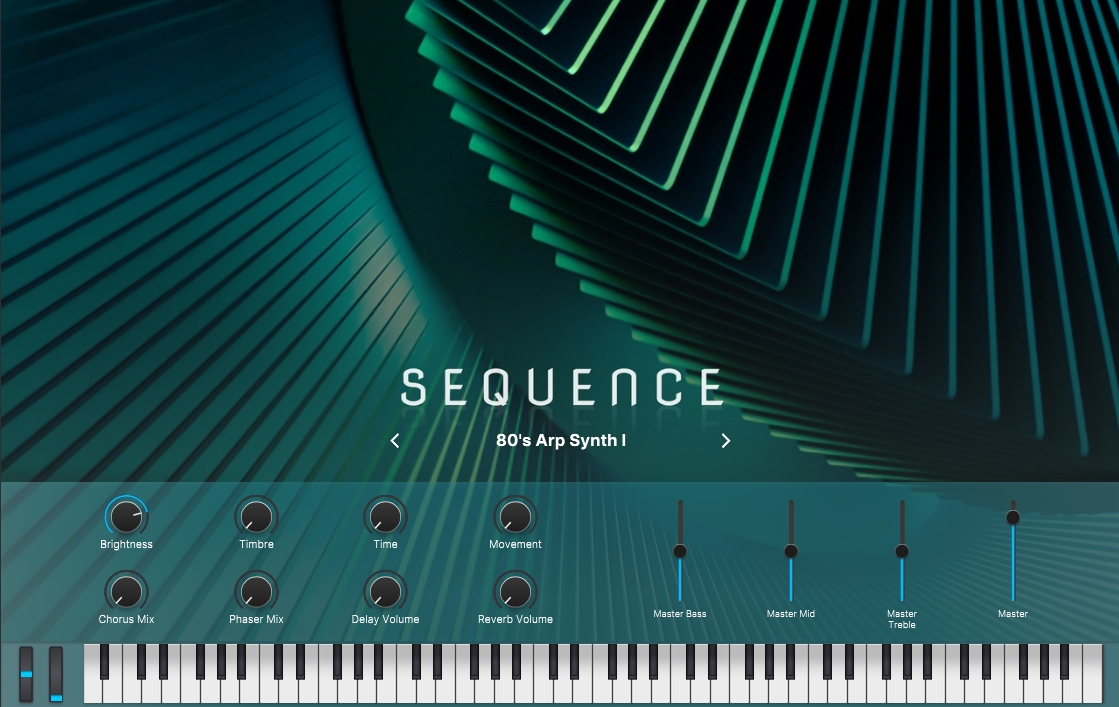 SEQUENCE
80's Arp Synth I
Brightness
Timbre
Time
Movement
Chorus Mix
Phaser Mix
Delay Volume
Reverb Volume
Master Bass
Master Mid
Master
Treble
Master